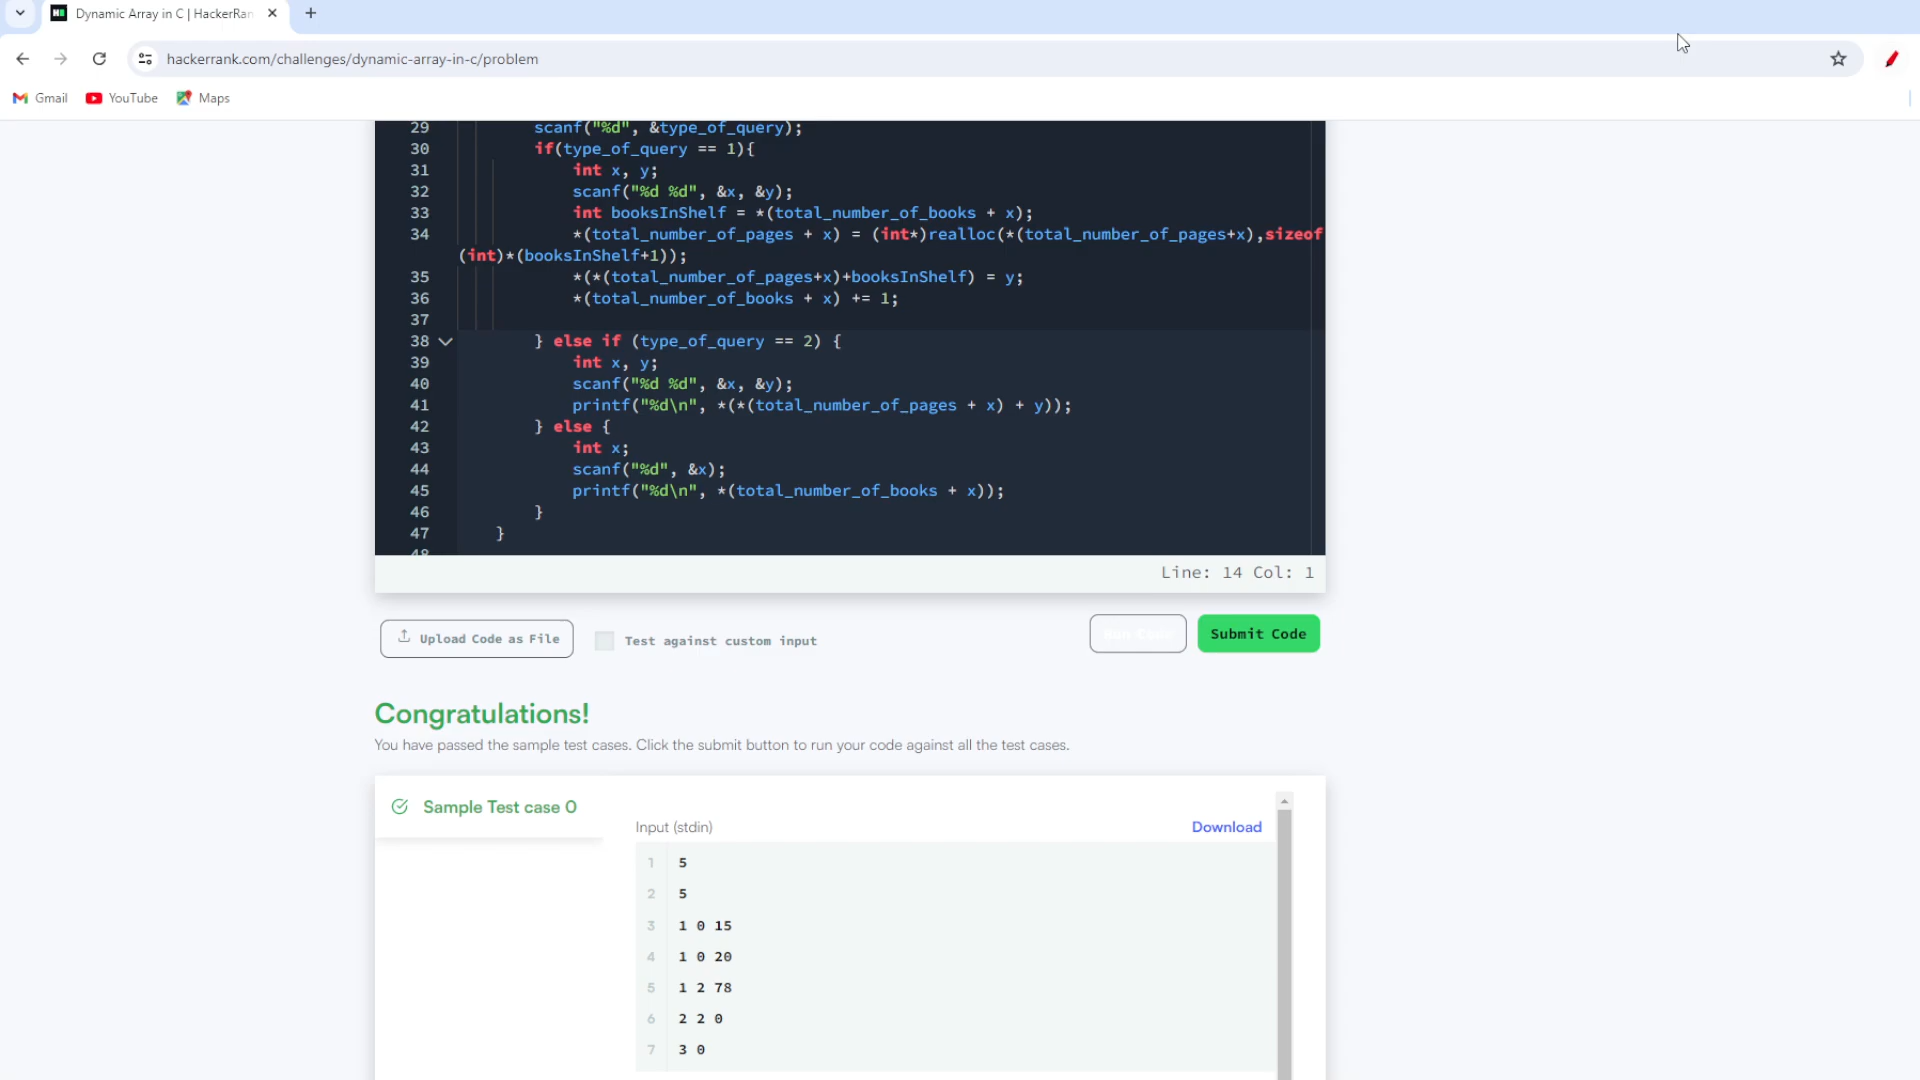 Dynamic Array in C | HackerRan
hackerrank.com/challenges/dynamic-array-in-c/problem
Gmail YouTube Maps
29 scanf("%d", &type_of_query);
30 if(type_of_query == 1){
31 int x, y;
32 scanf("%d %d", &x, &y);
33 int booksInShelf = *(total_number_of_books + x);
34 *(total_number_of_pages + x) = (int*)realloc(*(total_number_of_pages+x),sizeof
(int)*(booksInShelf+1));
35 *(*(total_number_of_pages+x)+booksInShelf) = y;
36 *(total_number_of_books + x) += 1;
37
38 } else if (type_of_query == 2) {
39 int x, y;
40 scanf("%d %d", &x, &y);
41 printf("%d\n", *(*(total_number_of_pages + x) + y));
42 } else {
43 int x;
44 scanf("%d", &x);
45 printf("%d\n", *(total_number_of_books + x));
46 }
47 }
48
Line: 14 Col: 1
Upload Code as File Test against custom input Run Code Submit Code
Congratulations!
You have passed the sample test cases. Click the submit button to run your code against all the test cases.
Sample Test case 0
Input (stdin) Download
1 5
2 5
3 1 0 15
4 1 0 20
5 1 2 78
6 2 2 0
7 3 0